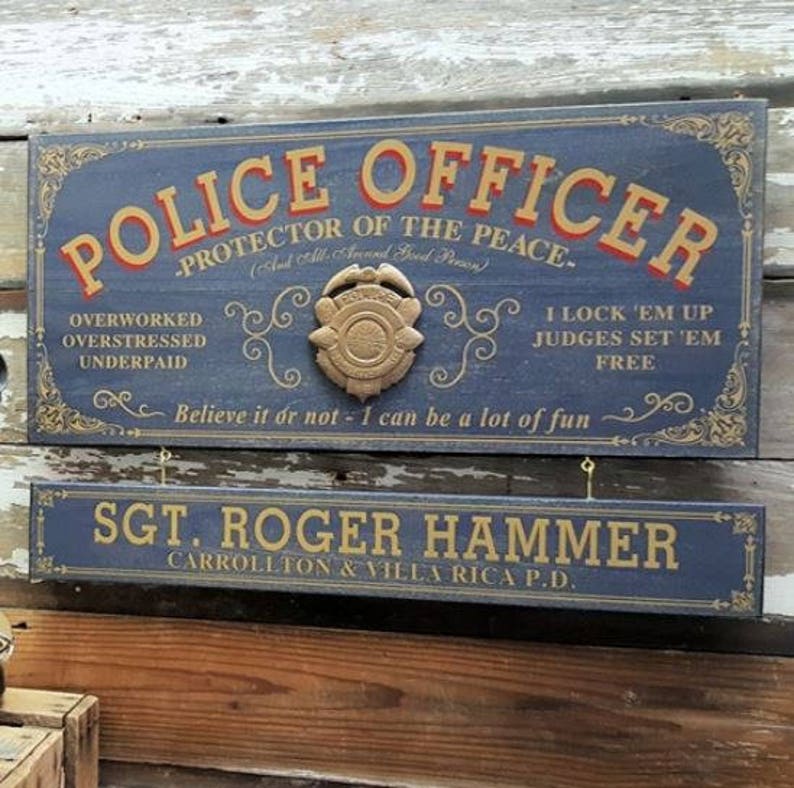 POLICE OFFICER
-PROTECTOR OF THE PEACE-
(And All-Around Good Person)
OVERWORKED
OVERSTRESSED
UNDERPAID
POLICE
I LOCK 'EM UP
JUDGES SET 'EM
FREE
Believe it or not - I can be a lot of fun
SGT. ROGER HAMMER
CARROLLTON & VILLA RICA P.D.